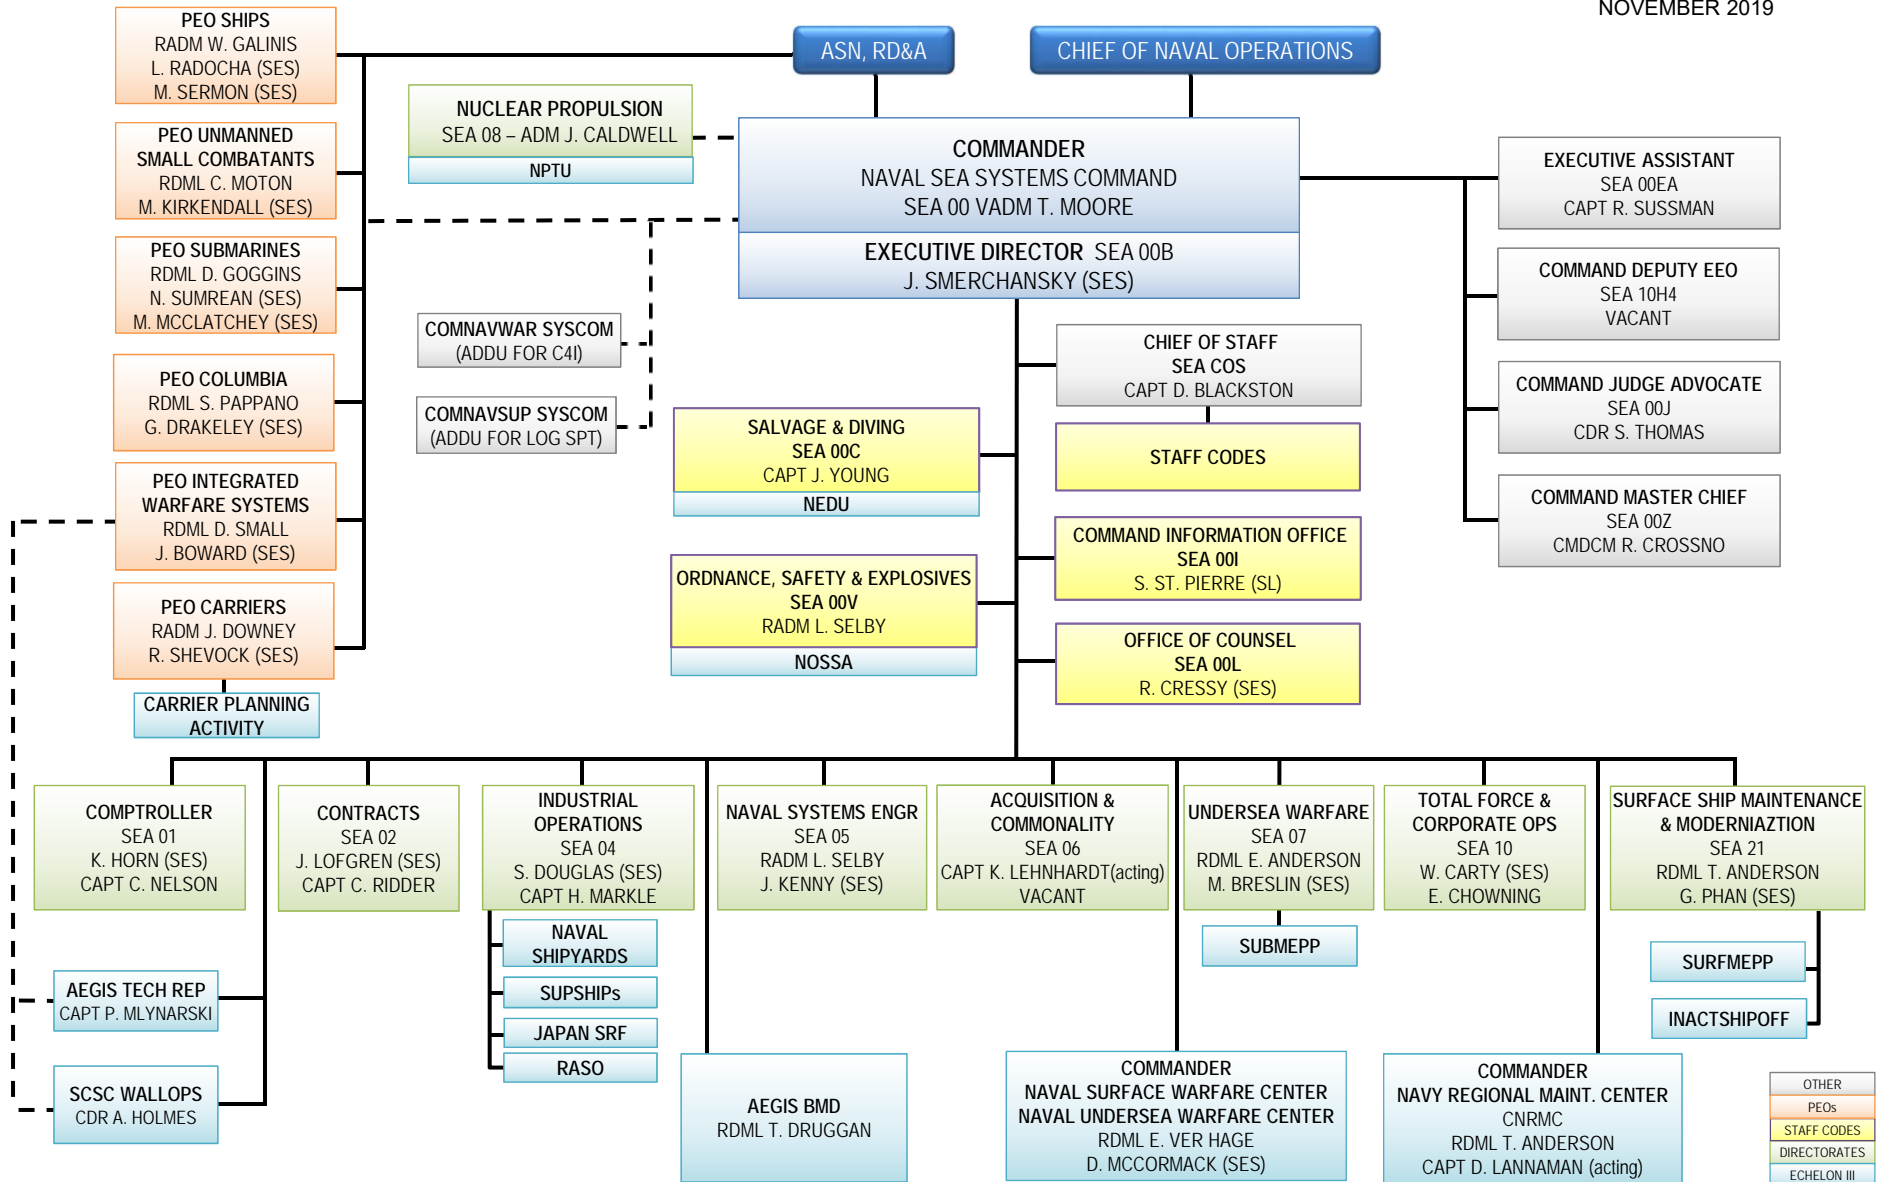 NOVEMBER 2019
ASN, RD&A
CHIEF OF NAVAL OPERATIONS
PEO SHIPS
RADM W. GALINIS
L. RADOCHA (SES)
M. SERMON (SES)
PEO UNMANNED
SMALL COMBATANTS
RDML C. MOTON
M. KIRKENDALL (SES)
PEO SUBMARINES
RDML D. GOGGINS
N. SUMREAN (SES)
M. MCCLATCHEY (SES)
PEO COLUMBIA
RDML S. PAPPANO
G. DRAKELEY (SES)
PEO INTEGRATED
WARFARE SYSTEMS
RDML D. SMALL
J. BOWARD (SES)
PEO CARRIERS
RADM J. DOWNEY
R. SHEVOCK (SES)
CARRIER PLANNING
ACTIVITY
NUCLEAR PROPULSION
SEA 08 – ADM J. CALDWELL
NPTU
COMMANDER
NAVAL SEA SYSTEMS COMMAND
SEA 00 VADM T. MOORE
EXECUTIVE DIRECTOR SEA 00B
J. SMERCHANSKY (SES)
COMNAVWAR SYSCOM
(ADDU FOR C4I)
COMNAVSUP SYSCOM
(ADDU FOR LOG SPT)
EXECUTIVE ASSISTANT
SEA 00EA
CAPT R. SUSSMAN
COMMAND DEPUTY EEO
SEA 10H4
VACANT
COMMAND JUDGE ADVOCATE
SEA 00J
CDR S. THOMAS
COMMAND MASTER CHIEF
SEA 00Z
CMDCM R. CROSSNO
CHIEF OF STAFF
SEA COS
CAPT D. BLACKSTON
STAFF CODES
SALVAGE & DIVING
SEA 00C
CAPT J. YOUNG
NEDU
COMMAND INFORMATION OFFICE
SEA 00I
S. ST. PIERRE (SL)
ORDNANCE, SAFETY & EXPLOSIVES
SEA 00V
RADM L. SELBY
NOSSA
OFFICE OF COUNSEL
SEA 00L
R. CRESSY (SES)
COMPTROLLER
SEA 01
K. HORN (SES)
CAPT C. NELSON
CONTRACTS
SEA 02
J. LOFGREN (SES)
CAPT C. RIDDER
INDUSTRIAL
OPERATIONS
SEA 04
S. DOUGLAS (SES)
CAPT H. MARKLE
NAVAL SYSTEMS ENGR
SEA 05
RADM L. SELBY
J. KENNY (SES)
ACQUISITION &
COMMONALITY
SEA 06
CAPT K. LEHNHARDT(acting)
VACANT
UNDERSEA WARFARE
SEA 07
RDML E. ANDERSON
M. BRESLIN (SES)
TOTAL FORCE &
CORPORATE OPS
SEA 10
W. CARTY (SES)
E. CHOWNING
SURFACE SHIP MAINTENANCE
& MODERNIAZTION
SEA 21
RDML T. ANDERSON
G. PHAN (SES)
NAVAL
SHIPYARDS
SUPSHIPs
JAPAN SRF
RASO
SUBMEPP
SURFMEPP
INACTSHIPOFF
AEGIS TECH REP
CAPT P. MLYNARSKI
SCSC WALLOPS
CDR A. HOLMES
AEGIS BMD
RDML T. DRUGGAN
COMMANDER
NAVAL SURFACE WARFARE CENTER
NAVAL UNDERSEA WARFARE CENTER
RDML E. VER HAGE
D. MCCORMACK (SES)
COMMANDER
NAVY REGIONAL MAINT. CENTER
CNRMC
RDML T. ANDERSON
CAPT D. LANNAMAN (acting)
OTHER
PEOs
STAFF CODES
DIRECTORATES
ECHELON III